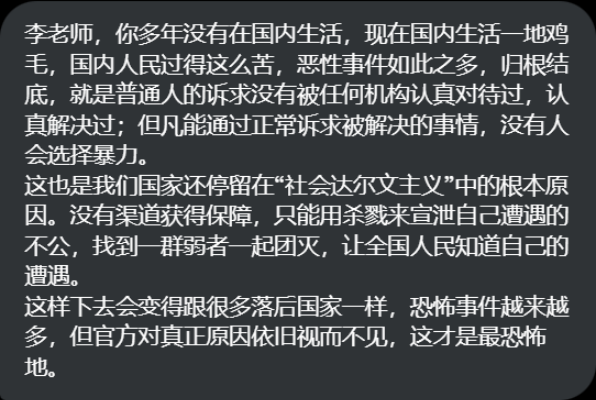 李老师，你多年没有在国内生活，现在国内生活一地鸡
毛，国内人民过得这么苦，恶性事件如此之多，归根结
底，就是普通人的诉求没有被任何机构认真对待过，认
真解决过；但凡能通过正常诉求被解决的事情，没有人
会选择暴力。
这也是我们国家还停留在“社会达尔文主义”中的根本原
因。没有渠道获得保障，只能用杀戮来宣泄自己遭遇的
不公，找到一群弱者一起团灭，让全国人民知道自己的
遭遇。
这样下去会变得跟很多落后国家一样，恐怖事件越来越
多，但官方对真正原因依旧视而不见，这才是最恐怖
地。